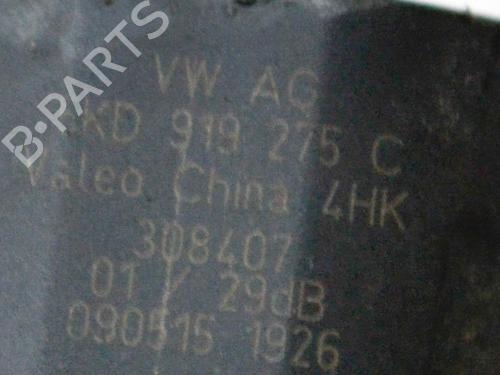 B-PARTS
VW AG
KD 919 275 C
Valeo China 4HK
308407
01 / 29dB
090515 1926